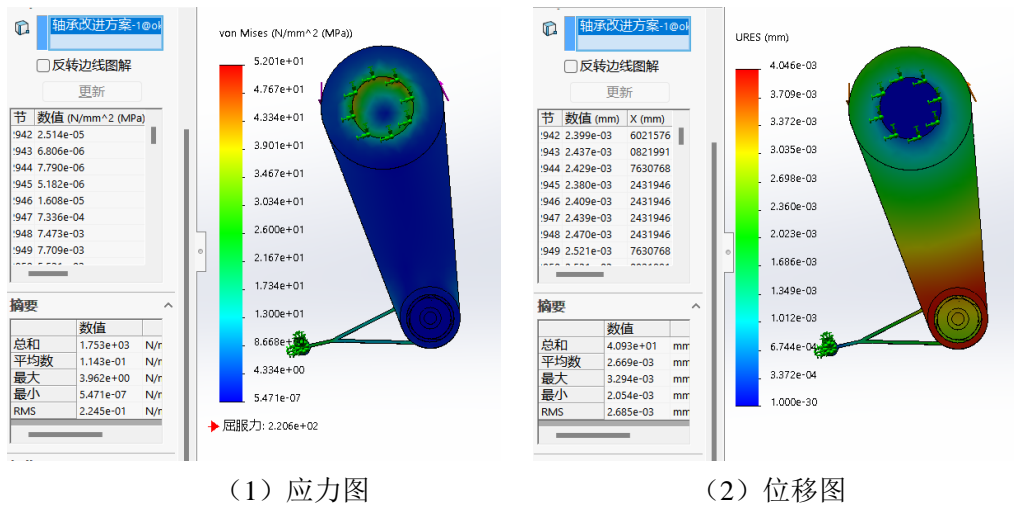 轴承改进方案-1@ok
反转边线图解
更新
节 数值 (N/mm^2 (MPa)
942 2.514e-05
943 6.806e-06
944 7.790e-06
945 5.182e-06
946 1.608e-05
947 7.336e-04
948 7.473e-03
949 7.709e-03
摘要
数值
总和 1.753e+03 N/r
平均数 1.143e-01 N/r
最大 3.962e+00 N/r
最小 5.471e-07 N/r
RMS 2.245e-01 N/r
von Mises (N/mm^2 (MPa))
5.201e+01
4.767e+01
4.334e+01
3.901e+01
3.467e+01
3.034e+01
2.600e+01
2.167e+01
1.734e+01
1.300e+01
8.668e+
4.334e+00
5.471e-07
屈服力: 2.206e+02
轴承改进方案-1@ok
反转边线图解
更新
节 数值 (mm) X (mm)
942 2.399e-03 6021576
943 2.437e-03 0821991
944 2.429e-03 7630768
945 2.380e-03 2431946
946 2.409e-03 2431946
947 2.439e-03 2431946
948 2.470e-03 2431946
949 2.521e-03 7630768
摘要
数值
总和 4.093e+01 mm
平均数 2.669e-03 mm
最大 3.294e-03 mm
最小 2.054e-03 mm
RMS 2.685e-03 mm
URES (mm)
4.046e-03
3.709e-03
3.372e-03
3.035e-03
2.698e-03
2.360e-03
2.023e-03
1.686e-03
1.349e-03
1.012e-03
6.744e-04
3.372e-04
1.000e-30
（1）应力图
（2）位移图